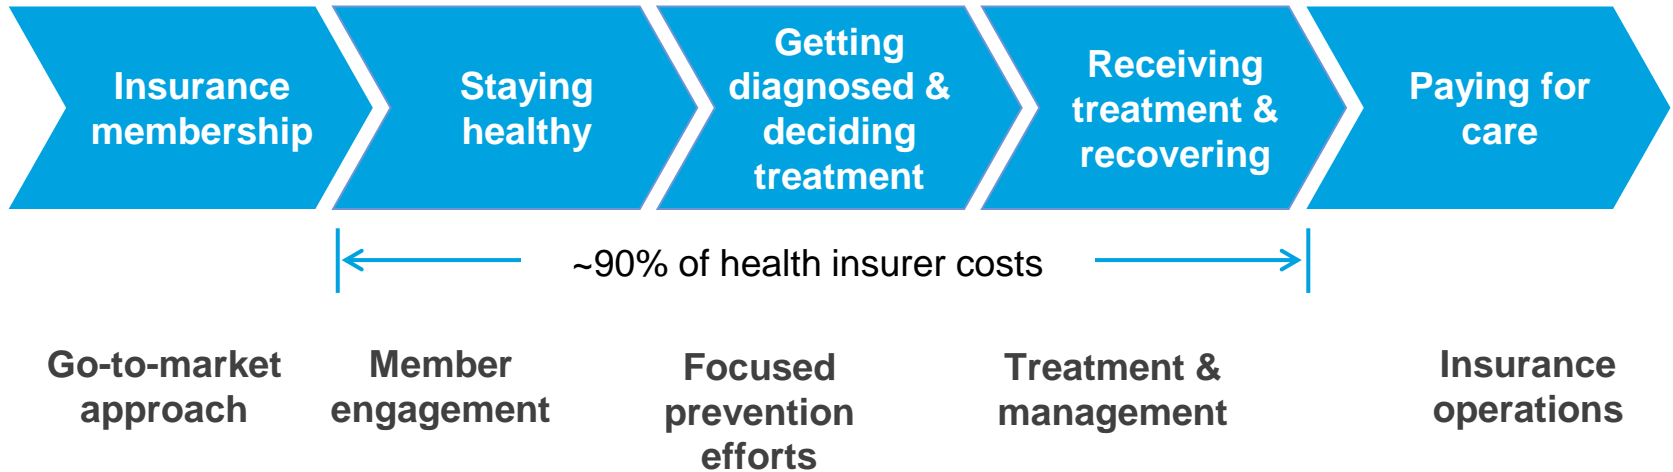 Insurance
membership
Staying
healthy
Getting
diagnosed &
deciding
treatment
Receiving
treatment &
recovering
Paying for
care
~90% of health insurer costs
Go-to-market
approach
Member
engagement
Focused
prevention
efforts
Treatment &
management
Insurance
operations